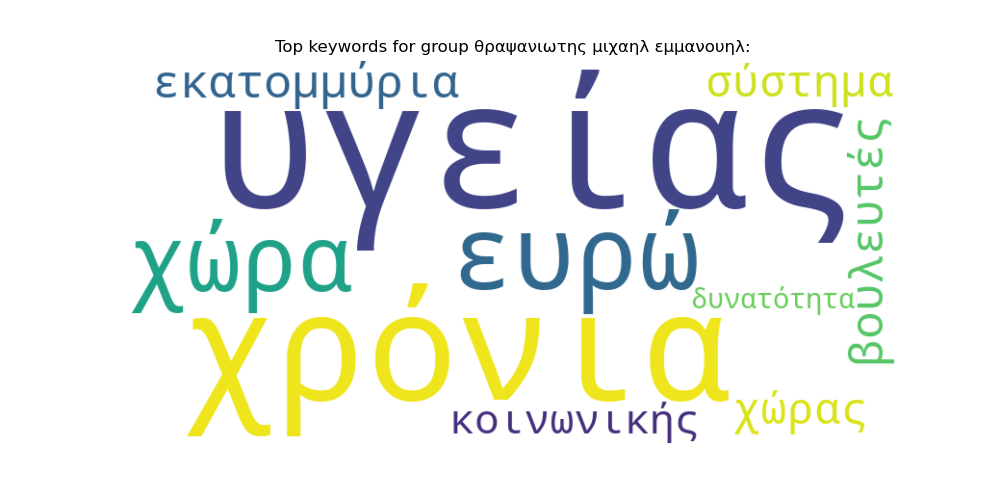 Top keywords for group θραψανιωτης μιχαηλ εμμανουηλ:
εκατομμύρια
σύστημα
υγείας
βουλευτές
χώρα
ευρώ
δυνατότητα
χρόνια
κοινωνικής
χώρας